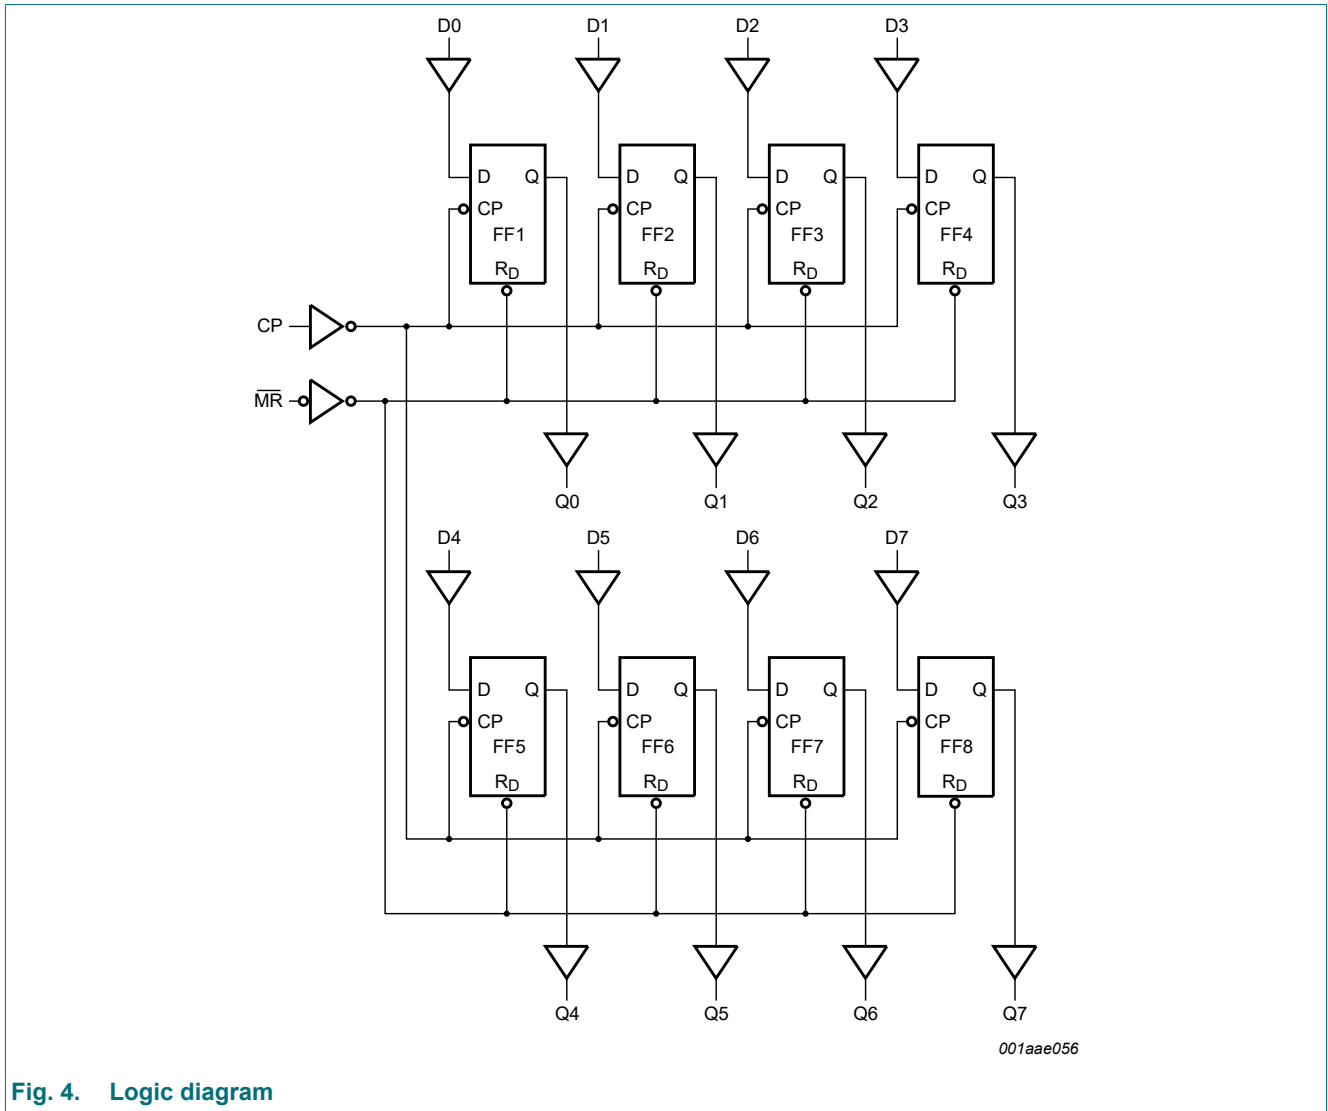 D0 D1 D2 D3
D Q D Q D Q D Q
CP CP CP CP
FF1 FF2 FF3 FF4
RD RD RD RD
CP
MR
Q0 Q1 Q2 Q3
D4 D5 D6 D7
D Q D Q D Q D Q
CP CP CP CP
FF5 FF6 FF7 FF8
RD RD RD RD
Q4 Q5 Q6 Q7
001aae056
Fig. 4. Logic diagram